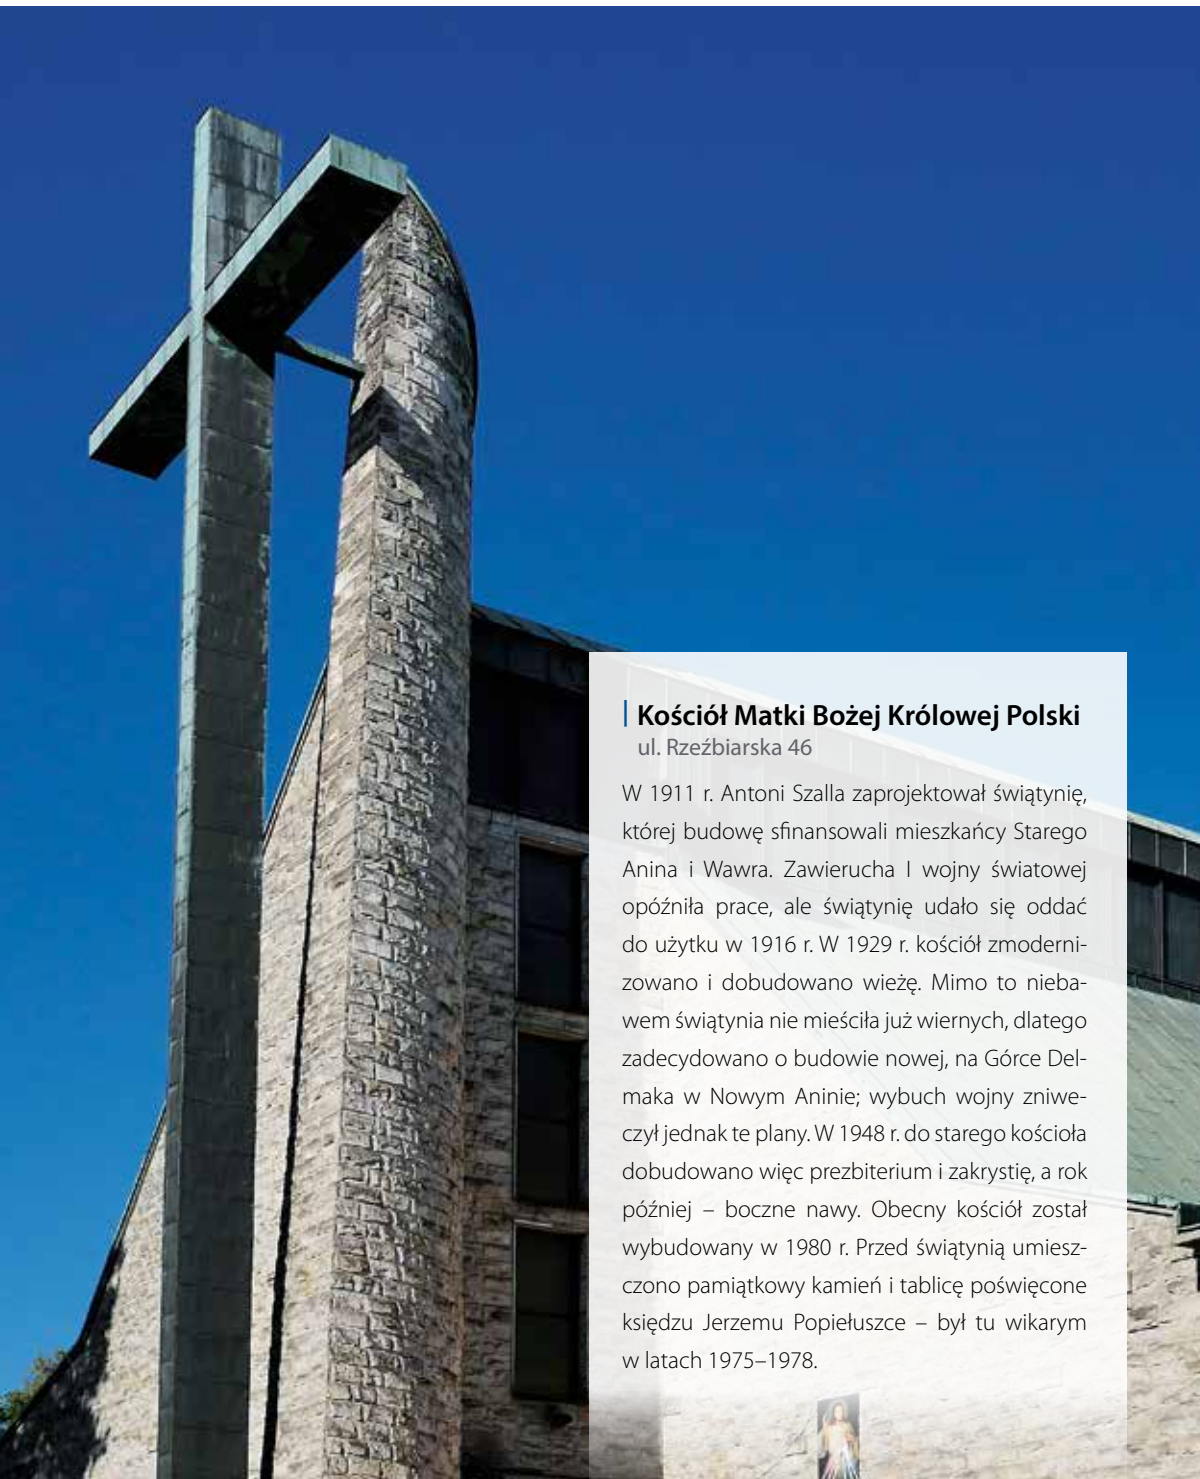 Kościół Matki Bożej Królowej Polski
ul. Rzeźbiarska 46
W 1911 r. Antoni Szalla zaprojektował świątynię,
której budowę sfinansowali mieszkańcy Starego
Anina i Wawra. Zawierucha I wojny światowej
opóźniła prace, ale świątynię udało się oddać
do użytku w 1916 r. W 1929 r. kościół zmoderni-
zowano i dobudowano wieżę. Mimo to nieba-
wem świątynia nie mieściła już wiernych, dlatego
zadecydowano o budowie nowej, na Górce Del-
maka w Nowym Aninie; wybuch wojny zniwe-
czył jednak te plany. W 1948 r. do starego kościoła
dobudowano więc prezbiterium i zakrystię, a rok
później – boczne nawy. Obecny kościół został
wybudowany w 1980 r. Przed świątynią umiesz-
czono pamiątkowy kamień i tablicę poświęcone
księdzu Jerzemu Popiełuszce – był tu wikarym
w latach 1975–1978.